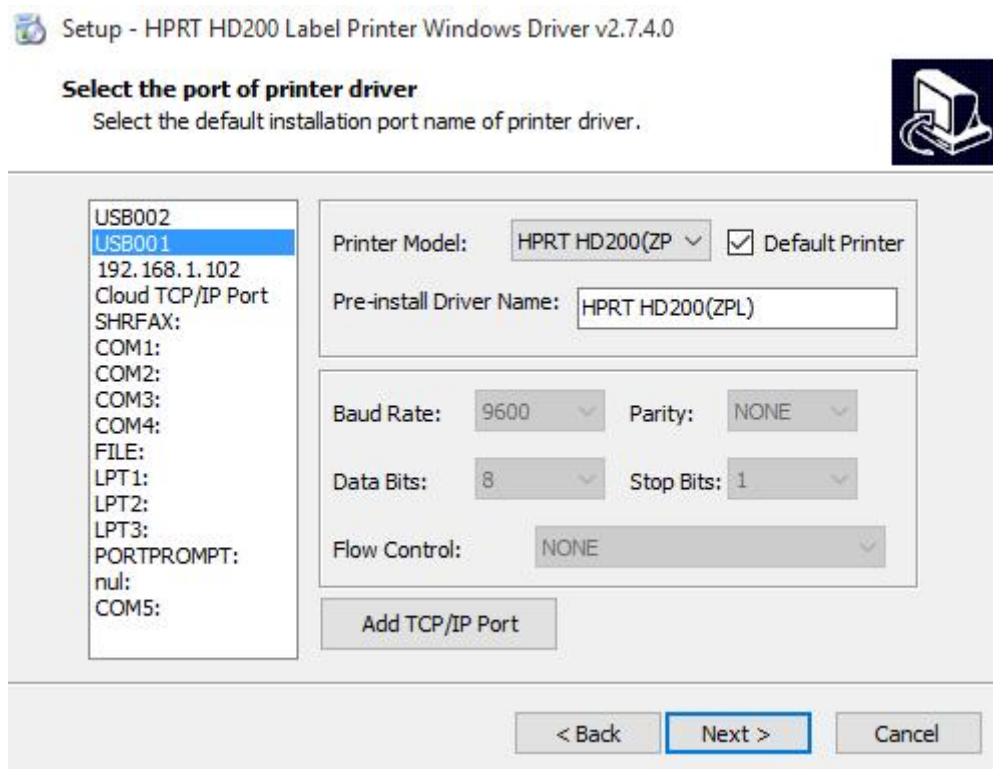 Setup - HPRT HD200 Label Printer Windows Driver v2.7.4.0
Select the port of printer driver
Select the default installation port name of printer driver.
USB002
USB001
192.168.1.102
Cloud TCP/IP Port
SHRFAX:
COM1:
COM2:
COM3:
COM4:
FILE:
LPT1:
LPT2:
LPT3:
PORTPROMPT:
nul:
COM5:
Printer Model: HPRT HD200(ZP Default Printer
Pre-install Driver Name: HPRT HD200(ZPL)
Baud Rate: 9600 Parity: NONE
Data Bits: 8 Stop Bits: 1
Flow Control: NONE
Add TCP/IP Port
< Back Next > Cancel